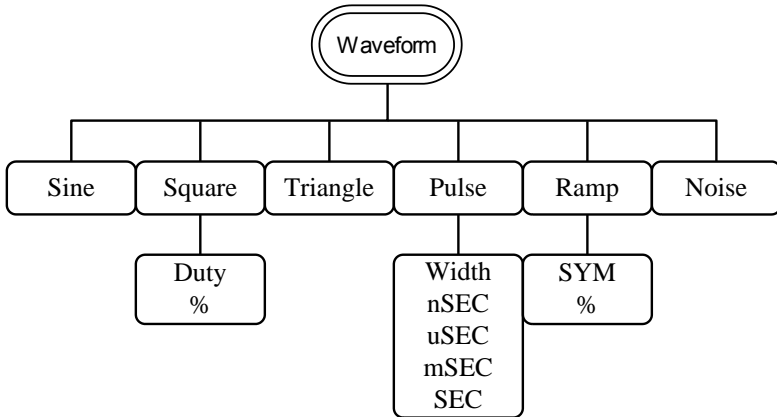 Waveform
Sine Square Triangle Pulse Ramp Noise
Duty
%
Width
nSEC
uSEC
mSEC
SEC
SYM
%